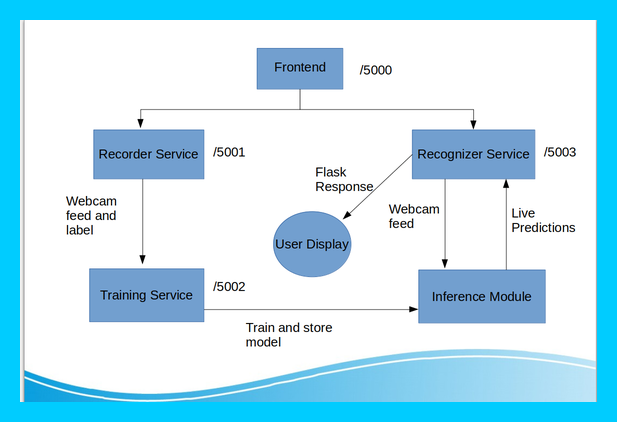 Frontend
/5000
Recorder Service
/5001
Recognizer Service
/5003
Flask
Response
Webcam
feed and
label
Webcam
feed
Live
Predictions
User Display
Training Service
/5002
Inference Module
Train and store
model